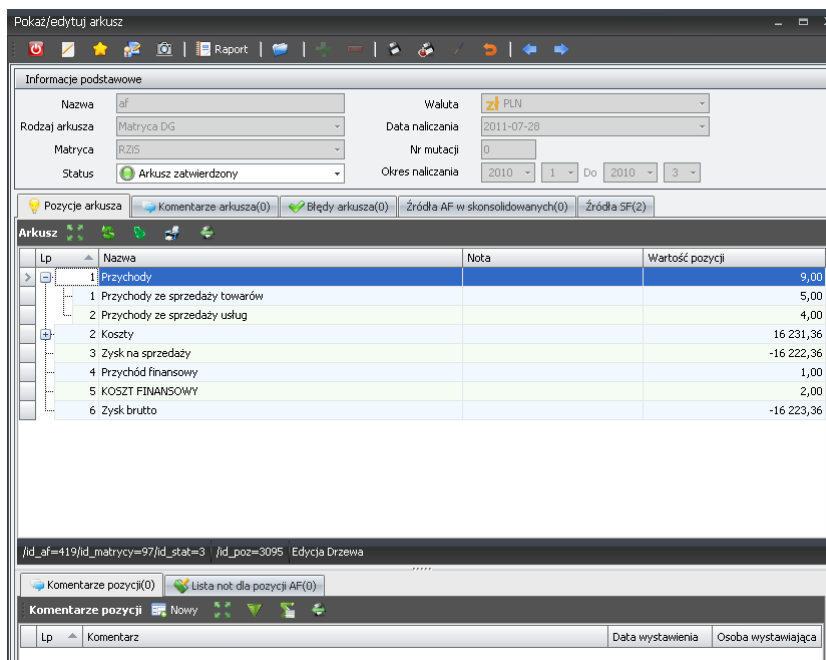 Pokaż/edytuj arkusz
Raport
Informacje podstawowe
Nazwa af Waluta zł PLN
Rodzaj arkusza Matryca DG Data naliczania 2011-07-28
Matryca RZiS Nr mutacji 0
Status Arkusz zatwierdzony Okres naliczania 2010 1 Do 2010 3
Pozycje arkusza Komentarze arkusza(0) Błędy arkusza(0) Źródła AF w skonsolidowanych(0) Źródła SF(2)
Arkusz
Lp Nazwa Nota Wartość pozycji
1 Przychody 9,00
1 Przychody ze sprzedaży towarów 5,00
2 Przychody ze sprzedaży usług 4,00
2 Koszty 16 231,36
3 Zysk na sprzedaży -16 222,36
4 Przychód finansowy 1,00
5 KOSZT FINANSOWY 2,00
6 Zysk brutto -16 223,36
/id_af=419/id_matrycy=97/id_stat=3 /id_poz=3095 Edycja Drzewa
Komentarze pozycji(0) Lista not dla pozycji AF(0)
Komentarze pozycji Nowy
Lp Komentarz Data wystawienia Osoba wystawiająca